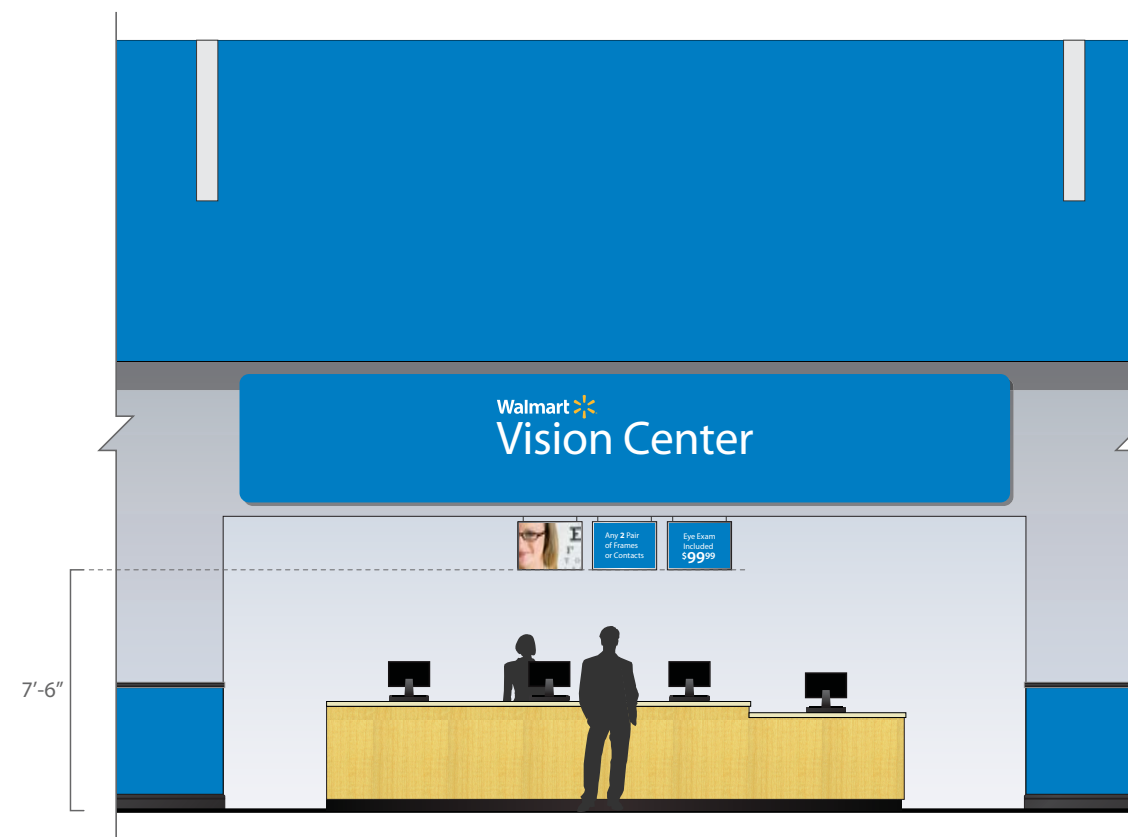 Walmart
Vision Center
E
F
T O
Any 2 Pair
of Frames
or Contacts
Eye Exam
Included
$9999
7’-6”